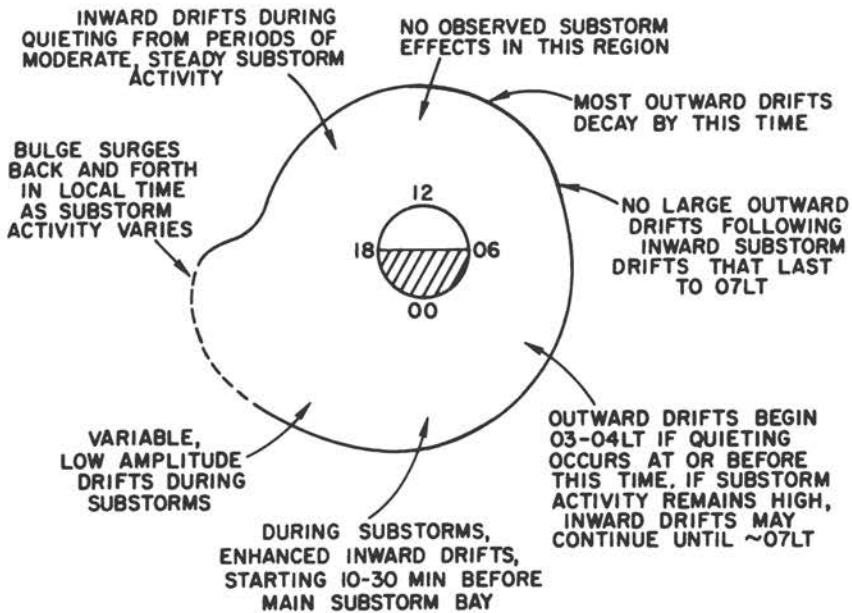 INWARD DRIFTS DURING
QUIETING FROM PERIODS OF
MODERATE, STEADY SUBSTORM
ACTIVITY
NO OBSERVED SUBSTORM
EFFECTS IN THIS REGION
MOST OUTWARD DRIFTS
DECAY BY THIS TIME
BULGE SURGES
BACK AND FORTH
IN LOCAL TIME
AS SUBSTORM
ACTIVITY VARIES
NO LARGE OUTWARD
DRIFTS FOLLOWING
INWARD SUBSTORM
DRIFTS THAT LAST
TO 07LT
12
18
06
00
VARIABLE,
LOW AMPLITUDE
DRIFTS DURING
SUBSTORMS
DURING SUBSTORMS,
ENHANCED INWARD DRIFTS,
STARTING 10-30 MIN BEFORE
MAIN SUBSTORM BAY
OUTWARD DRIFTS BEGIN
03-04LT IF QUIETING
OCCURS AT OR BEFORE
THIS TIME. IF SUBSTORM
ACTIVITY REMAINS HIGH,
INWARD DRIFTS MAY
CONTINUE UNTIL ~07LT